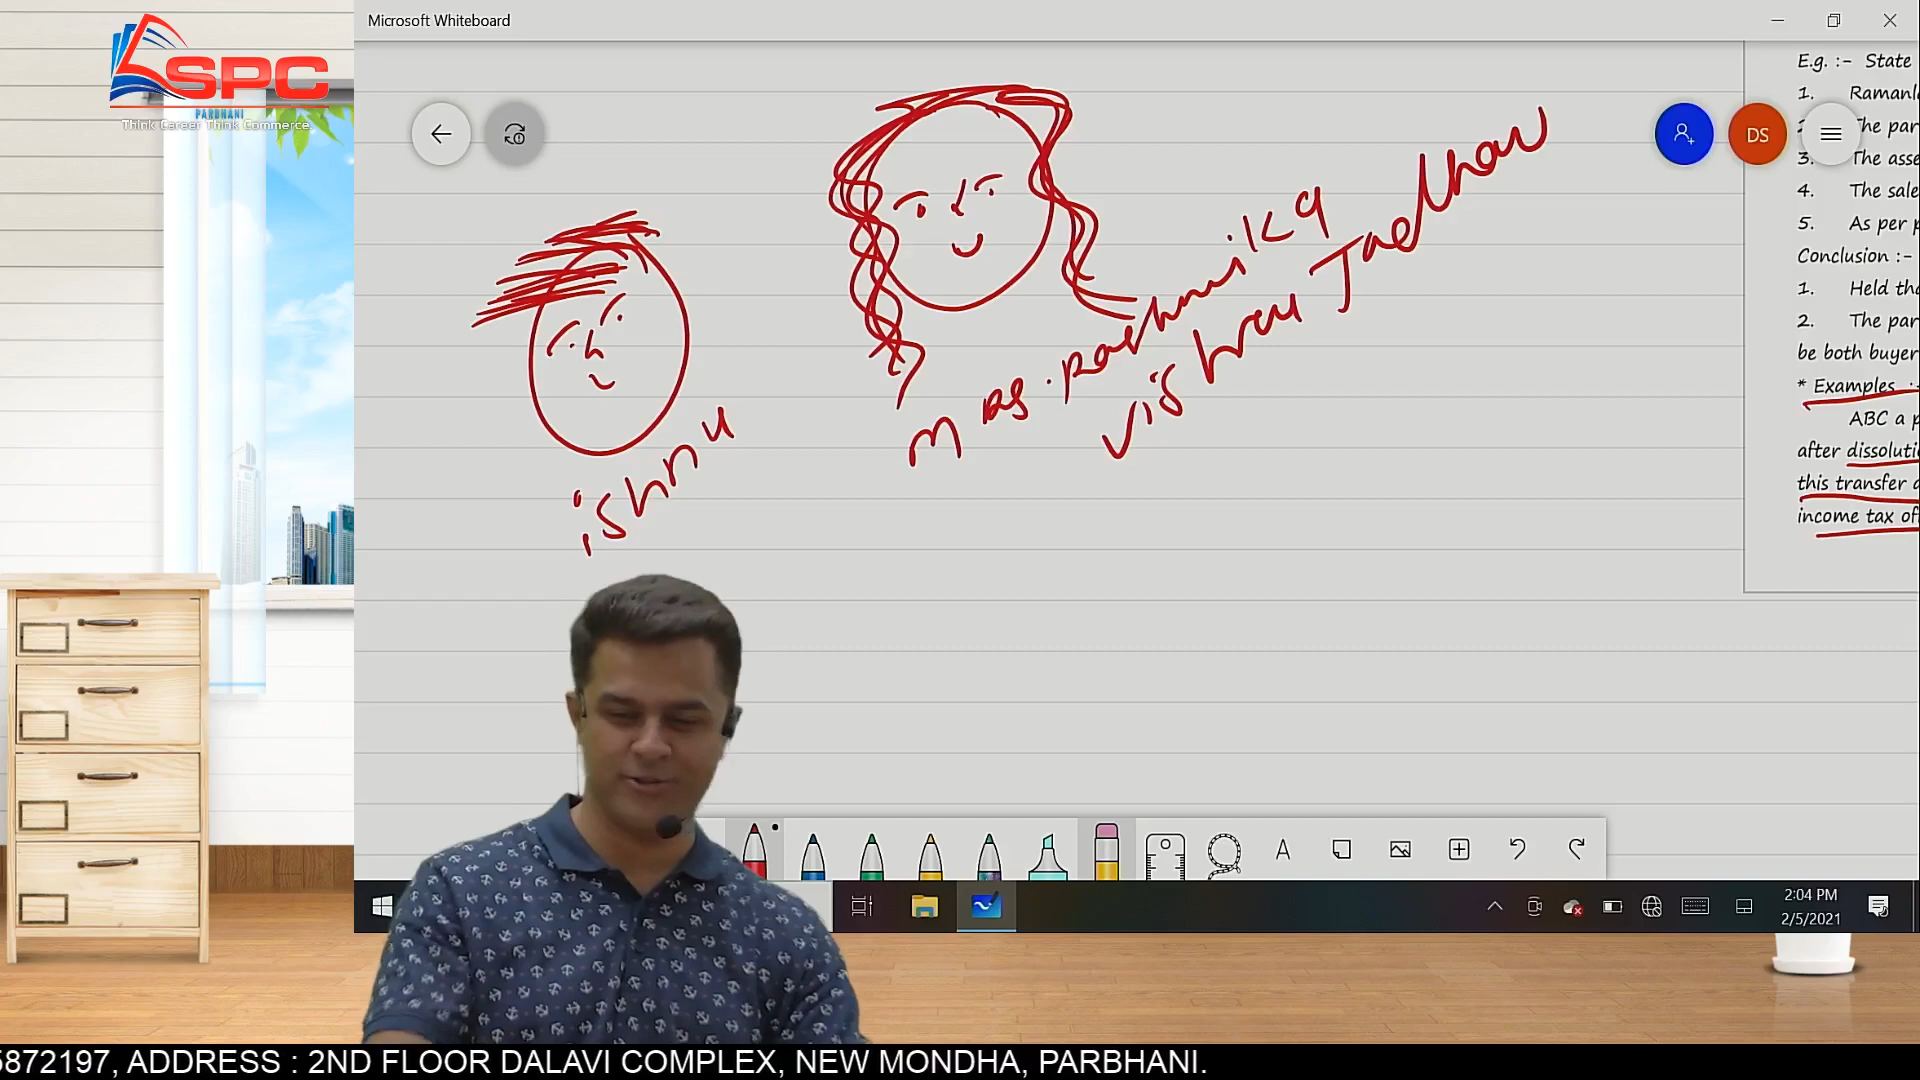 SPC
PARBHANI
Think Career Think Commerce
Microsoft Whiteboard
E.g. :- State
1. Ramanl
The par
3. The asse
4. The sale
5. As per p
Conclusion :-
1. Held tha
2. The par
be both buyer
* Examples :-
ABC a p
after dissoluti
this transfer a
income tax of
DS
ishnu
Mrs. Rashmika
Vishnu Jadhav
A
2:04 PM
2/5/2021
5872197, ADDRESS : 2ND FLOOR DALAVI COMPLEX, NEW MONDHA, PARBHANI.